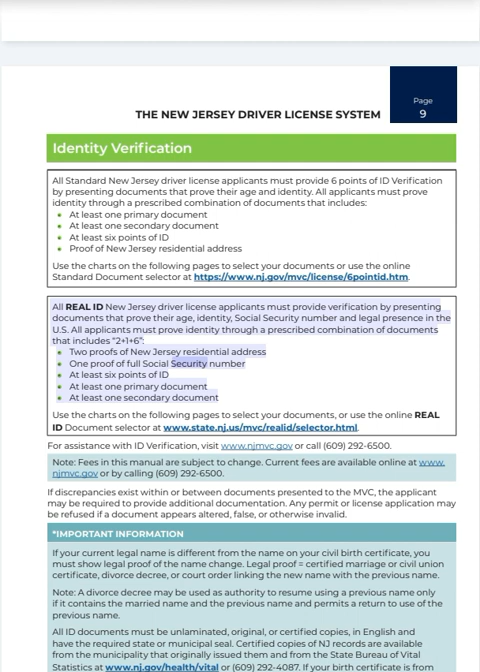 Page
9
THE NEW JERSEY DRIVER LICENSE SYSTEM
Identity Verification
All Standard New Jersey driver license applicants must provide 6 points of ID Verification
by presenting documents that prove their age and identity. All applicants must prove
identity through a prescribed combination of documents that includes:
• At least one primary document
• At least one secondary document
• At least six points of ID
• Proof of New Jersey residential address
Use the charts on the following pages to select your documents or use the online
Standard Document selector at https://www.nj.gov/mvc/license/6pointid.htm.
All REAL ID New Jersey driver license applicants must provide verification by presenting
documents that prove their age, identity, Social Security number and legal presence in the
U.S. All applicants must prove identity through a prescribed combination of documents
that includes “2+1+6”:
• Two proofs of New Jersey residential address
• One proof of full Social Security number
• At least six points of ID
• At least one primary document
• At least one secondary document
Use the charts on the following pages to select your documents, or use the online REAL
ID Document selector at www.state.nj.us/mvc/realid/selector.html.
For assistance with ID Verification, visit www.njmvc.gov or call (609) 292-6500.
Note: Fees in this manual are subject to change. Current fees are available online at www.
njmvc.gov or by calling (609) 292-6500.
If discrepancies exist within or between documents presented to the MVC, the applicant
may be required to provide additional documentation. Any permit or license application may
be refused if a document appears altered, false, or otherwise invalid.
*IMPORTANT INFORMATION
If your current legal name is different from the name on your civil birth certificate, you
must show legal proof of the name change. Legal proof = certified marriage or civil union
certificate, divorce decree, or court order linking the new name with the previous name.
Note: A divorce decree may be used as authority to resume using a previous name only
if it contains the married name and the previous name and permits a return to use of the
previous name.
All ID documents must be unlaminated, original, or certified copies, in English and
have the required state or municipal seal. Certified copies of NJ records are available
from the municipality that originally issued them and from the State Bureau of Vital
Statistics at www.nj.gov/health/vital or (609) 292-4087. If your birth certificate is from